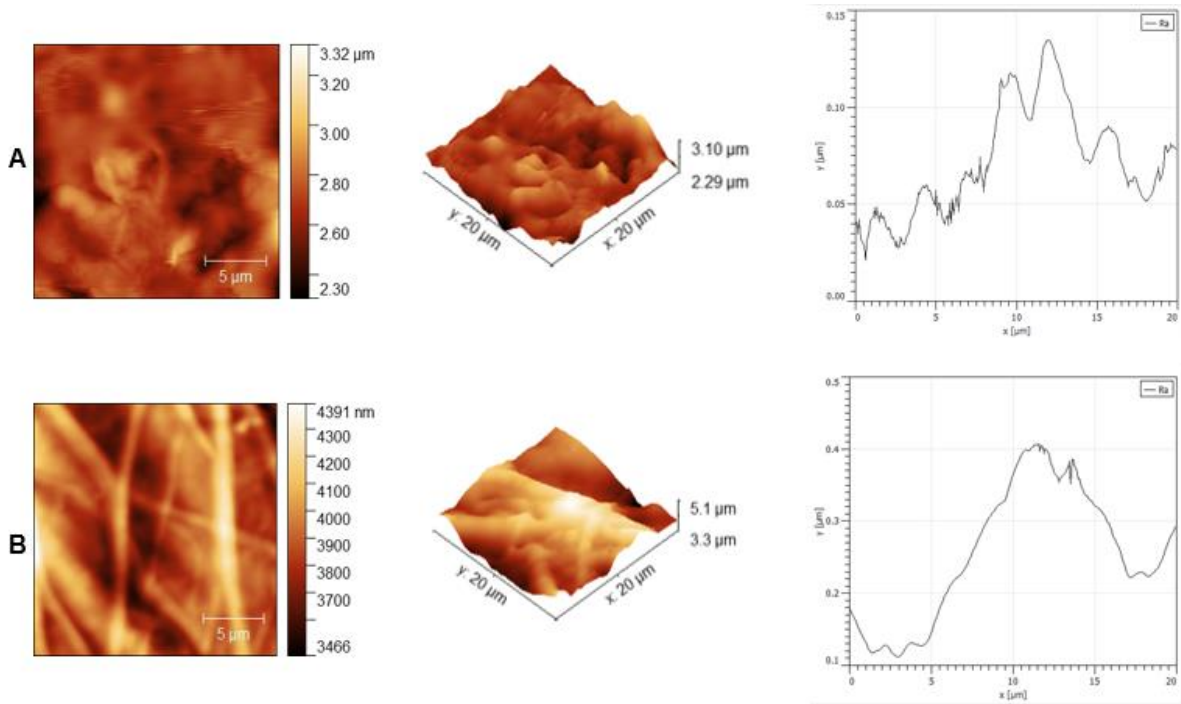 A
3.32 µm
3.20
3.00
2.80
2.60
2.30
5 µm
3.10 µm
2.29 µm
y: 20 µm
x: 20 µm
0.15
0.10
0.05
0.00
y [µm]
Ra
0
5
10
15
20
x [µm]
B
4391 nm
4300
4200
4100
4000
3900
3800
3700
3466
5 µm
5.1 µm
3.3 µm
y: 20 µm
x: 20 µm
0.5
0.4
0.3
0.2
0.1
y [µm]
Ra
0
5
10
15
20
x [µm]